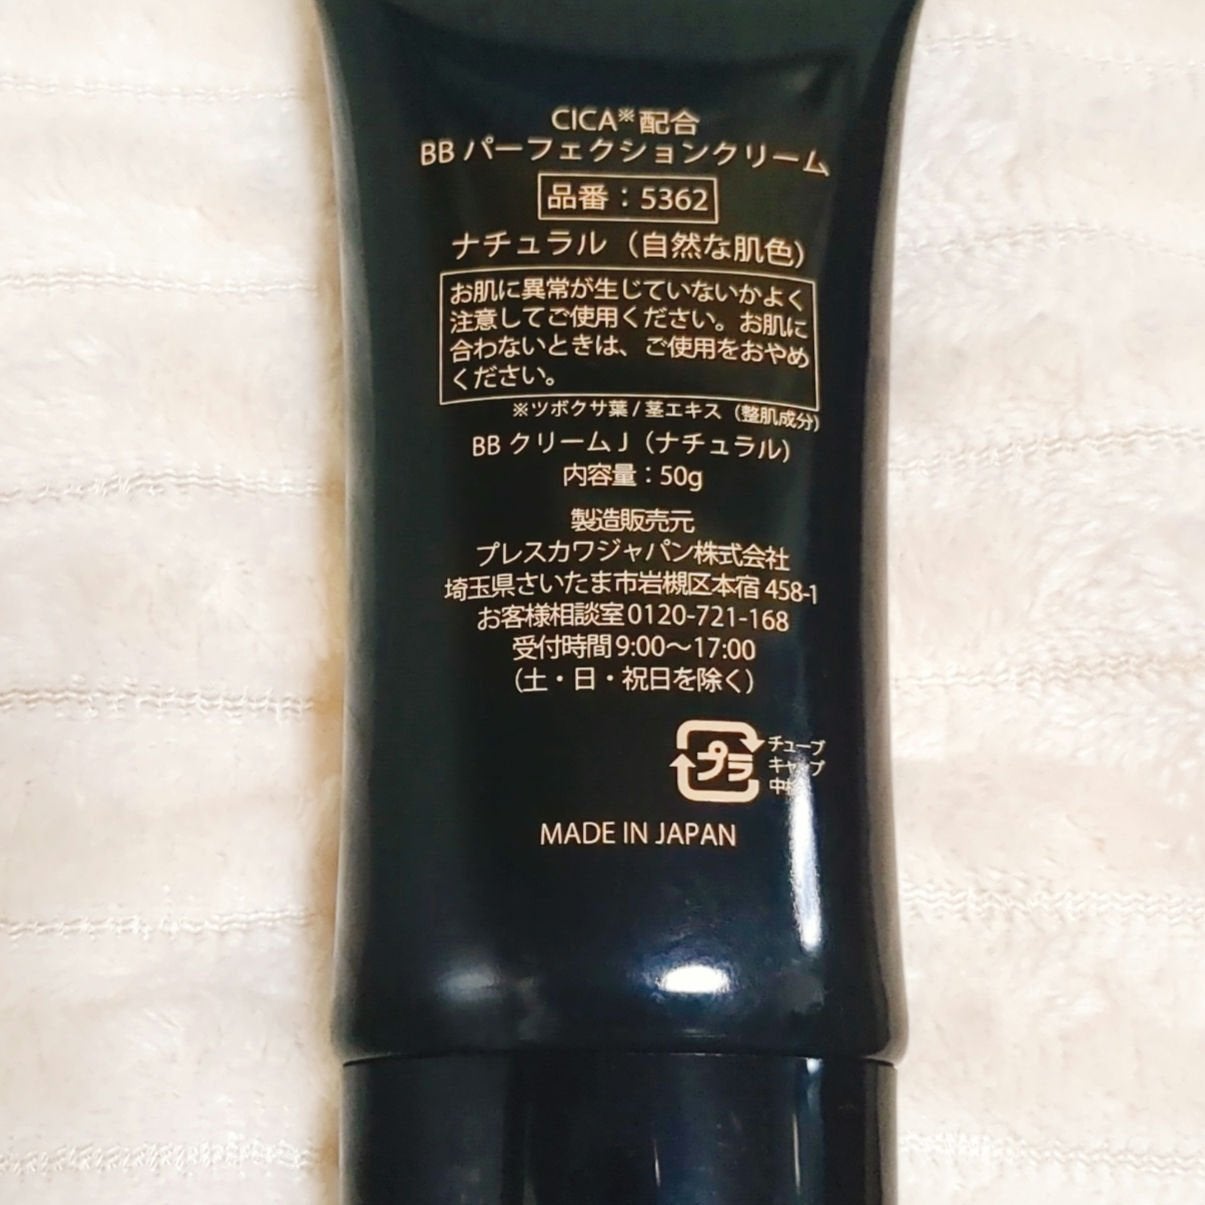 CICA※配合
BB パーフェクションクリーム
品番：5362
ナチュラル（自然な肌色）
お肌に異常が生じていないかよく
注意してご使用ください。お肌に
合わないときは、ご使用をおやめ
ください。
※ツボクサ葉 / 茎エキス（整肌成分）
BB クリーム J（ナチュラル）
内容量：50g
製造販売元
プレスカワジャパン株式会社
埼玉県さいたま市岩槻区本宿 458-1
お客様相談室 0120-721-168
受付時間 9:00〜17:00
（土・日・祝日を除く）
プラ
チューブ
キャップ
中栓
MADE IN JAPAN